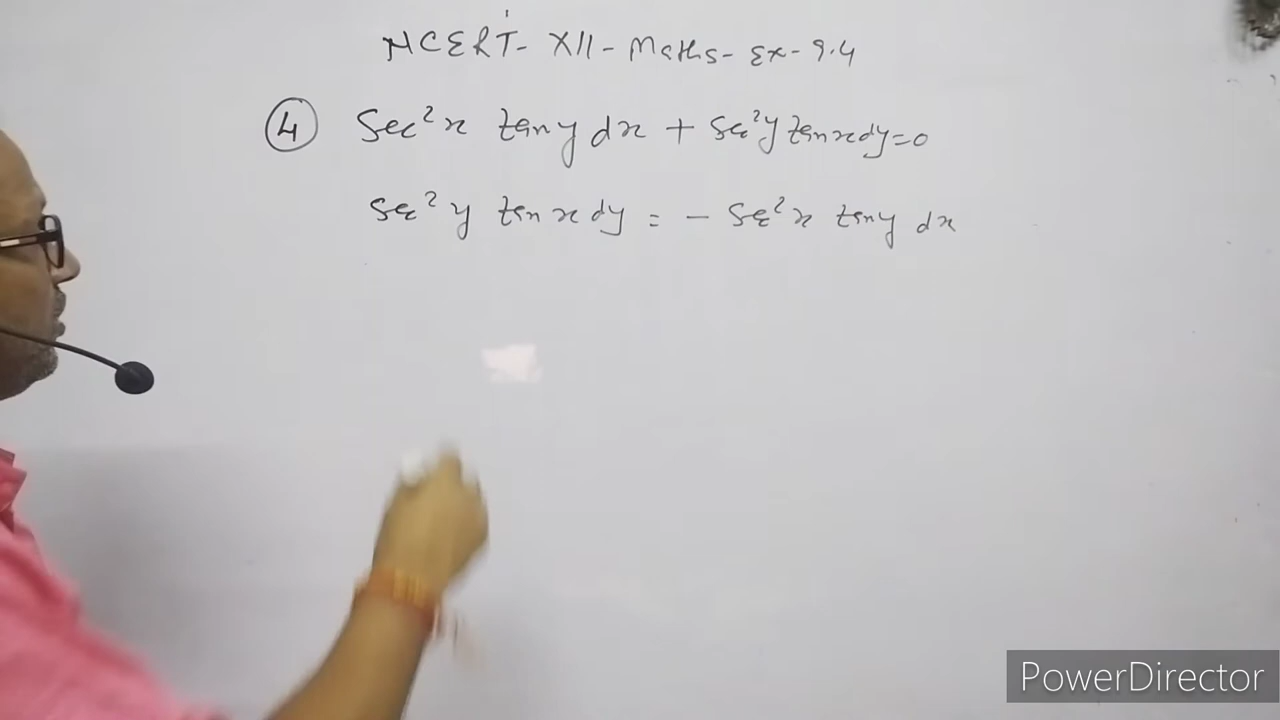 NCERT- XII - Maths - Ex - 9.4
④ Sec²x tany dx + Sec²y tanx dy = 0
Sec²y tanx dy = - Sec²x tany dx
PowerDirector